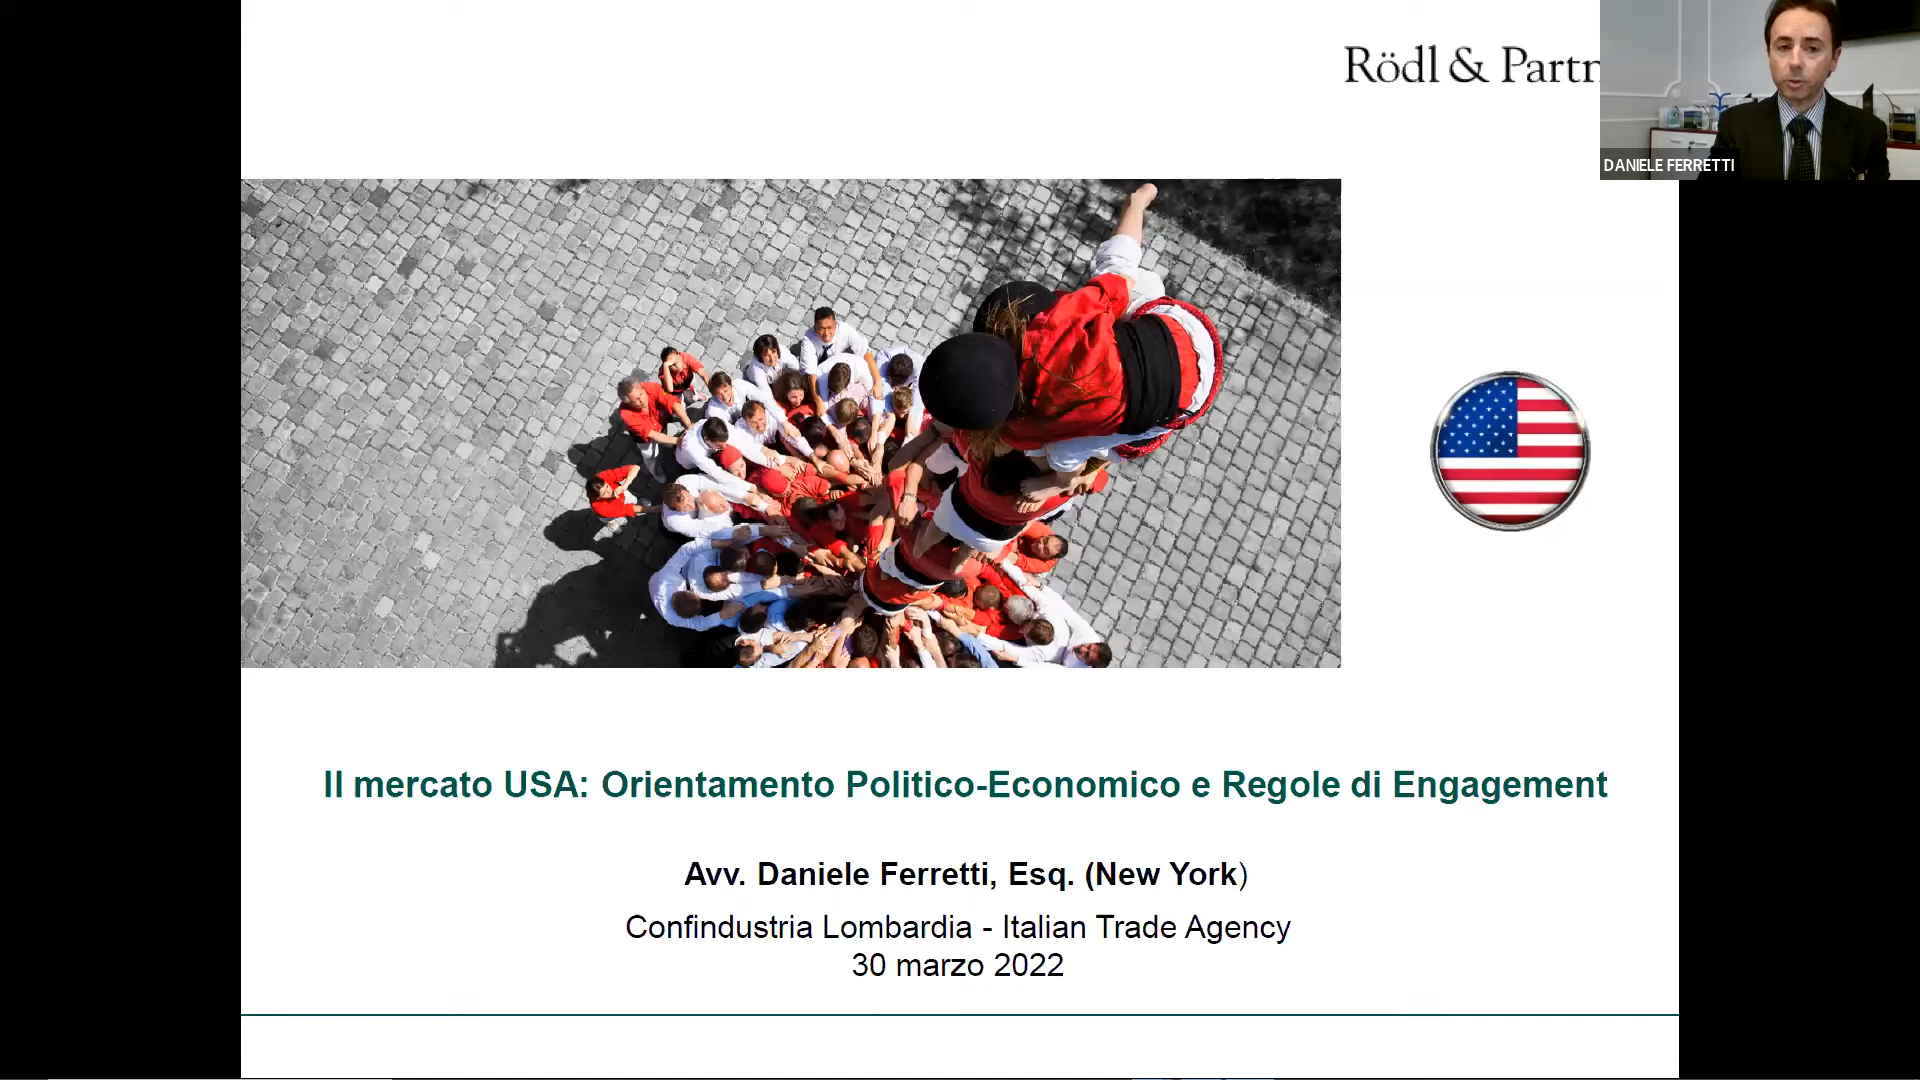 Rödl & Partn
DANIELE FERRETTI
Il mercato USA: Orientamento Politico-Economico e Regole di Engagement
Avv. Daniele Ferretti, Esq. (New York)
Confindustria Lombardia - Italian Trade Agency
30 marzo 2022